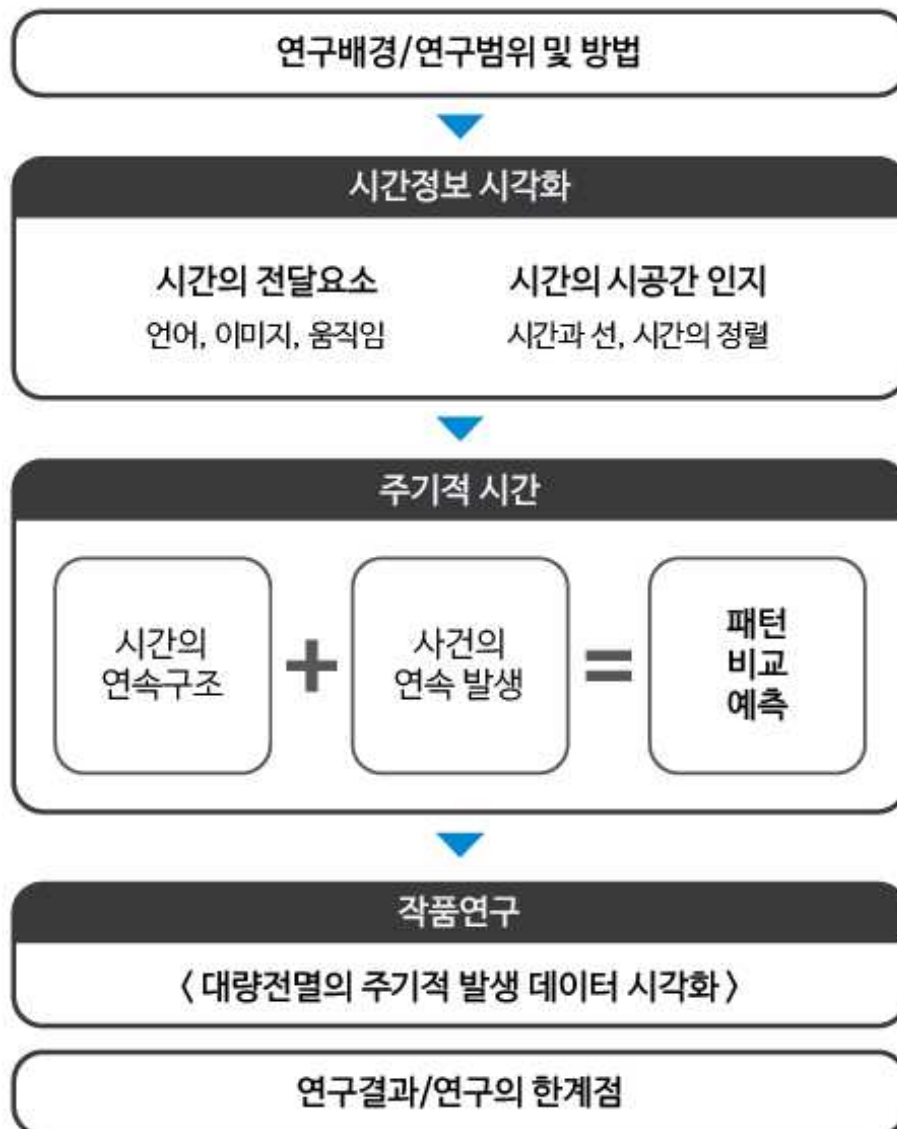 연구배경/연구범위 및 방법
시간정보 시각화
시간의 전달요소
언어, 이미지, 움직임
시간의 시공간 인지
시간과 선, 시간의 정렬
주기적 시간
시간의
연속구조
+
사건의
연속 발생
=
패턴
비교
예측
작품연구
< 대량전멸의 주기적 발생 데이터 시각화 >
연구결과/연구의 한계점